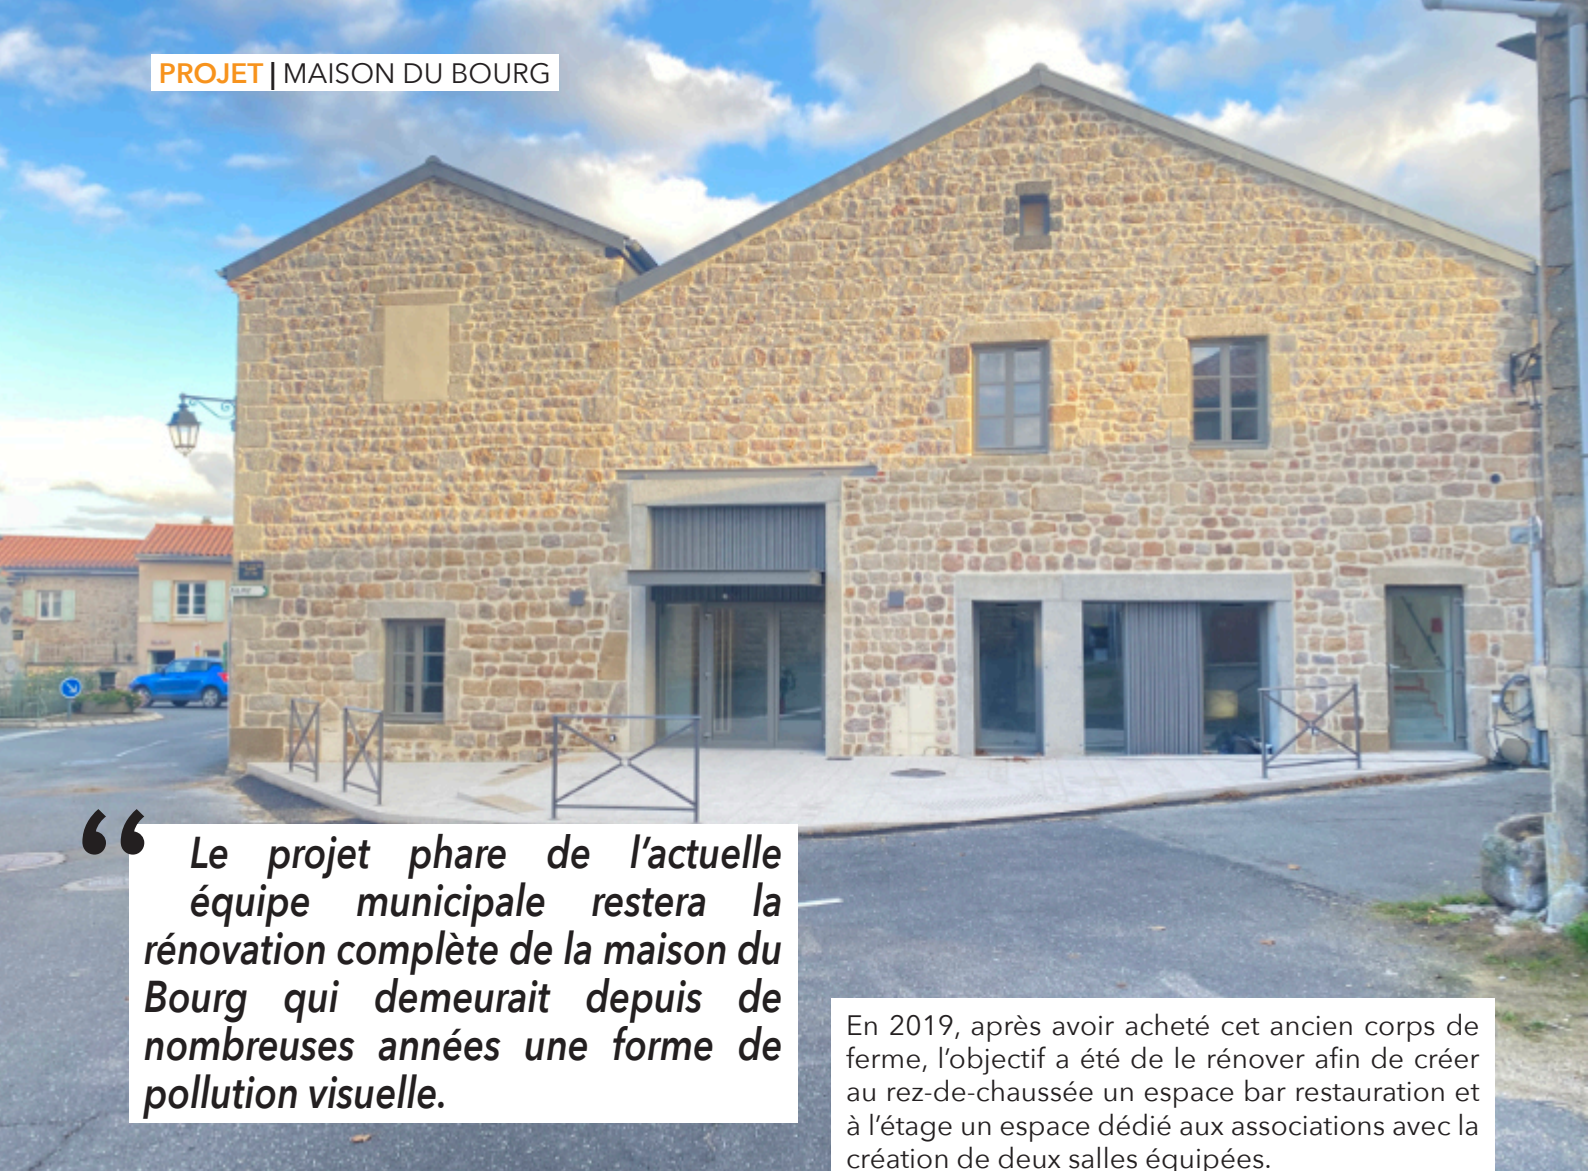 PROJET | MAISON DU BOURG
“ Le projet phare de l’actuelle
équipe municipale restera la
rénovation complète de la maison du
Bourg qui demeurait depuis de
nombreuses années une forme de
pollution visuelle.
En 2019, après avoir acheté cet ancien corps de
ferme, l’objectif a été de le rénover afin de créer
au rez-de-chaussée un espace bar restauration et
à l’étage un espace dédié aux associations avec la
création de deux salles équipées.